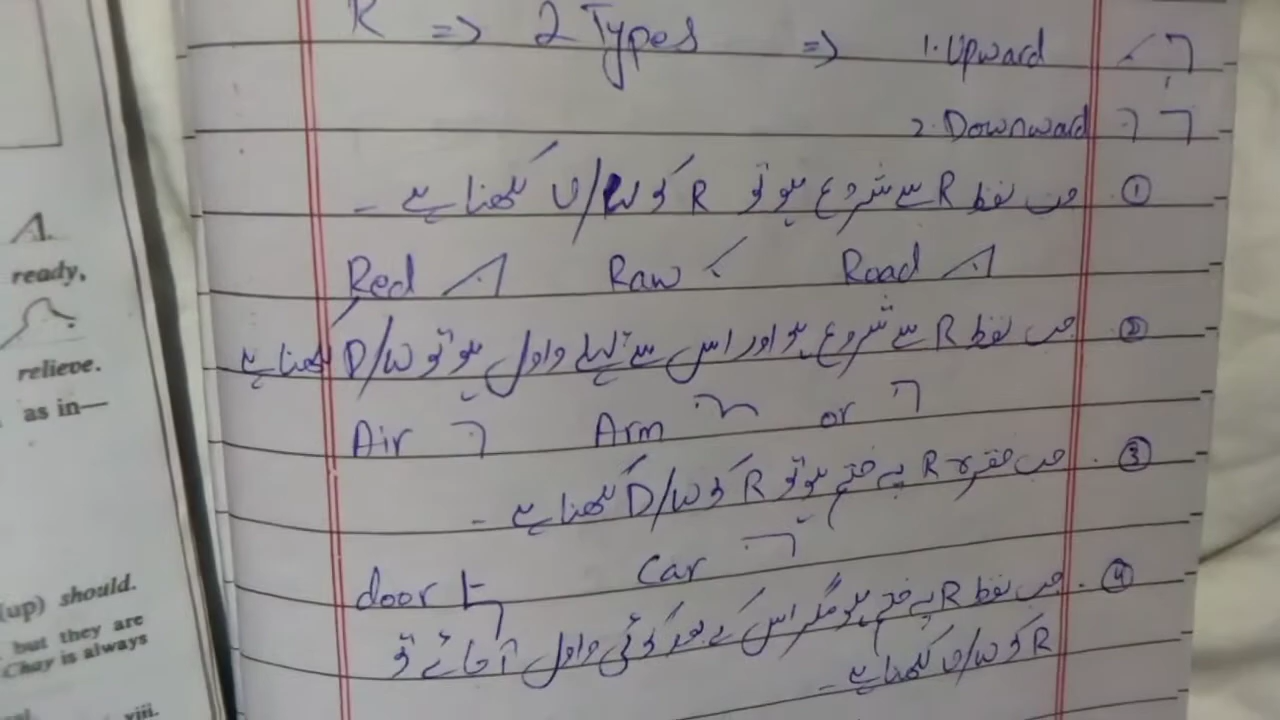 R => 2 Types => 1. Upward
2. Downward
① جب لفظ R سے شروع ہو تو R کو U/W لکھنا ہے۔
Red Raw Road
② جب لفظ R سے شروع ہو اور اس سے پہلے واول ہو تو D/W لکھنا ہے
Air Arm or
③ جب R پہ ختم ہو تو R کو D/W لکھنا ہے۔
door Car
④ جب لفظ R پہ ختم ہو مگر اس کے بعد کوئی واول آ جائے تو
R کو U/W لکھنا ہے۔
ready,
relieve.
as in—
(up) should.
but they are
Chay is always
viii.